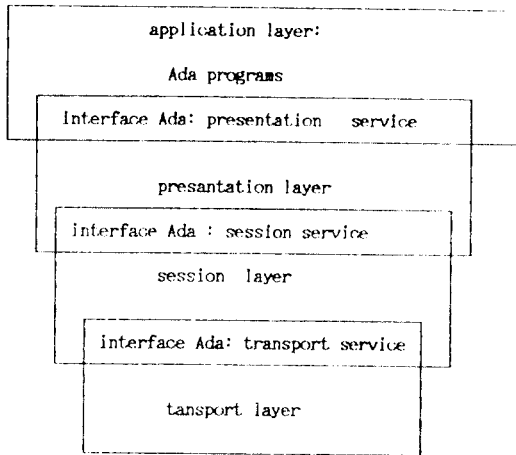 application layer:
Ada programs
interface Ada: presentation service
presantation layer
interface Ada : session service
session layer
interface Ada: transport service
tansport layer